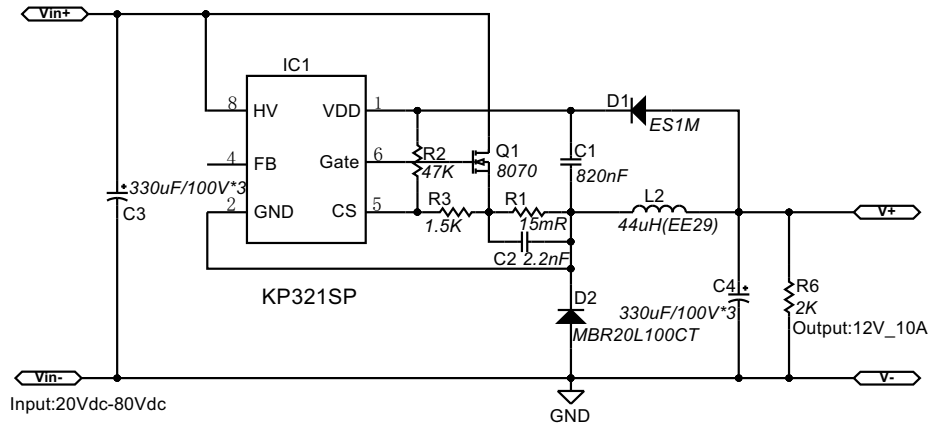 Vin+
IC1
8
HV
VDD
1
D1
ES1M
4
FB
Gate
6
R2
47K
Q1
8070
C1
820nF
330uF/100V*3
C3
2
GND
CS
5
R3
1.5K
R1
15mR
L2
44uH(EE29)
V+
C2 2.2nF
KP321SP
D2
MBR20L100CT
C4
330uF/100V*3
R6
2K
Output:12V_10A
Vin-
V-
Input:20Vdc-80Vdc
GND